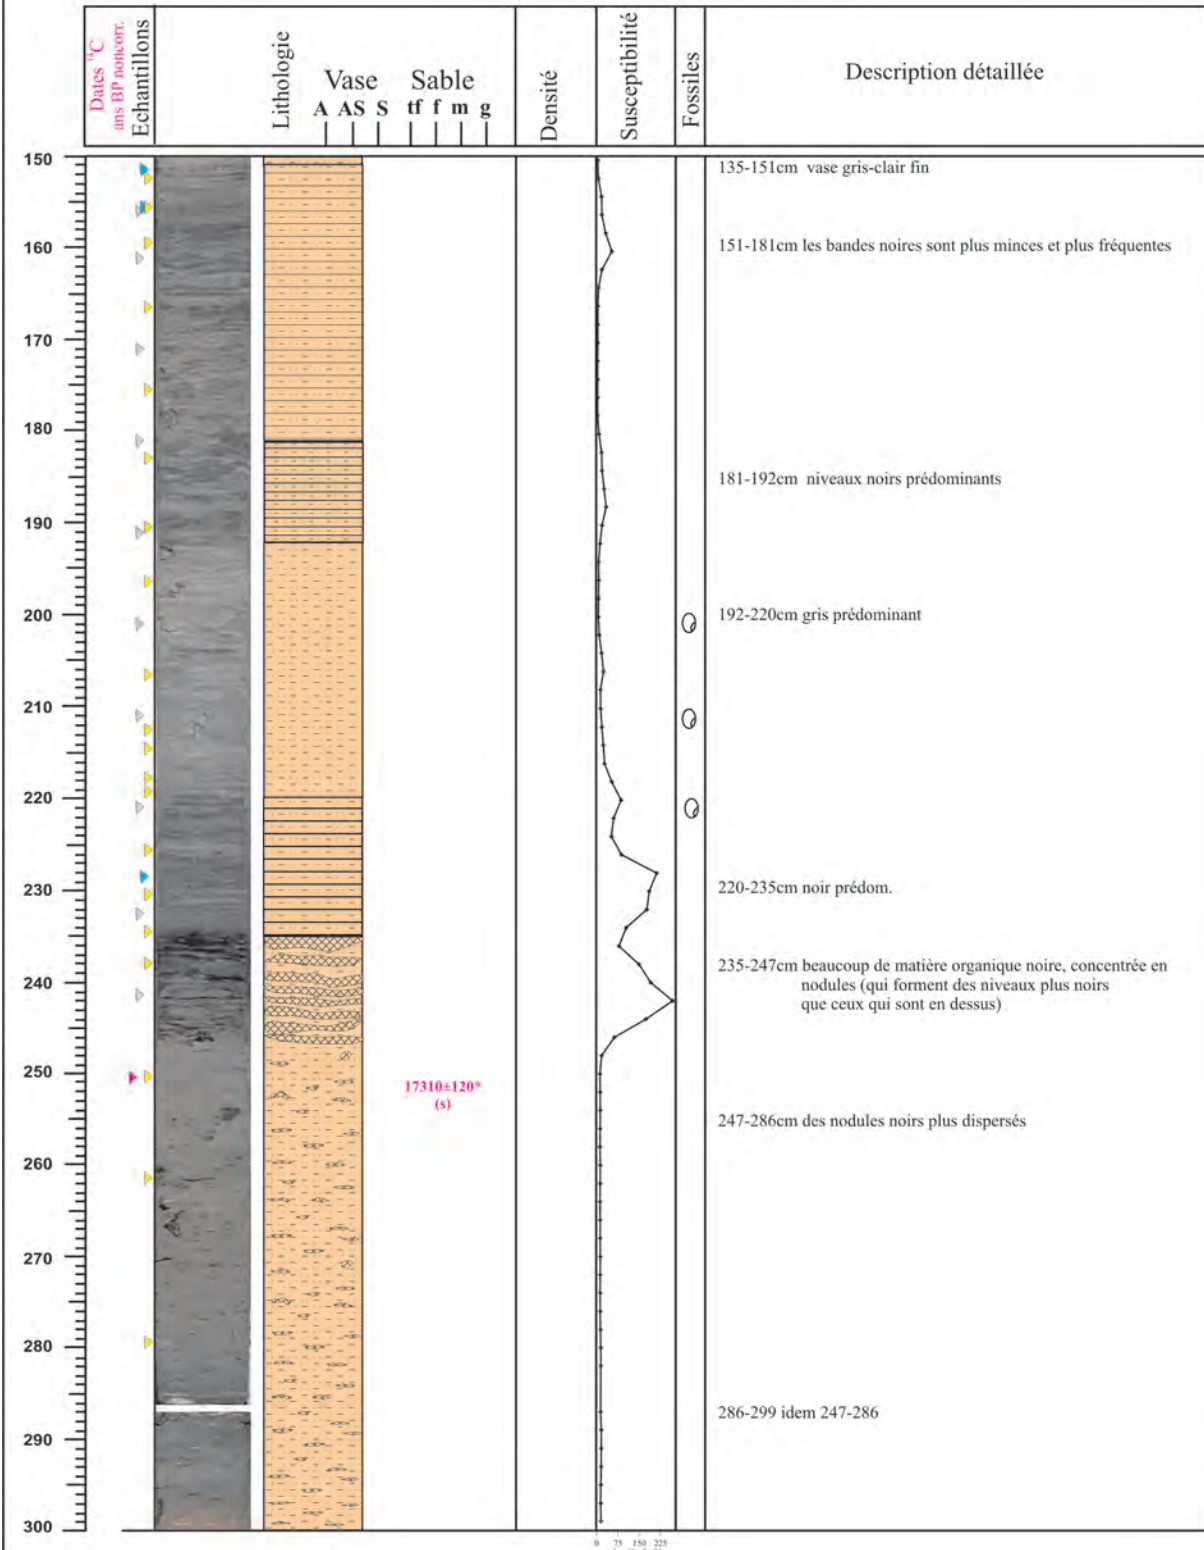 Dates ¹⁴C
ans BP noncorr.
Echantillons
Lithologie
Vase Sable
A AS S tf f m g
Densité
Susceptibilité
Fossiles
Description détaillée
150
135-151cm vase gris-clair fin
160
151-181cm les bandes noires sont plus minces et plus fréquentes
170
180
181-192cm niveaux noirs prédominants
190
200
192-220cm gris prédominant
210
220
230
220-235cm noir prédom.
235-247cm beaucoup de matière organique noire, concentrée en
nodules (qui forment des niveaux plus noirs
que ceux qui sont en dessus)
240
250
17310±120*
(s)
247-286cm des nodules noirs plus dispersés
260
270
280
286-299 idem 247-286
290
300
0 75 150 225